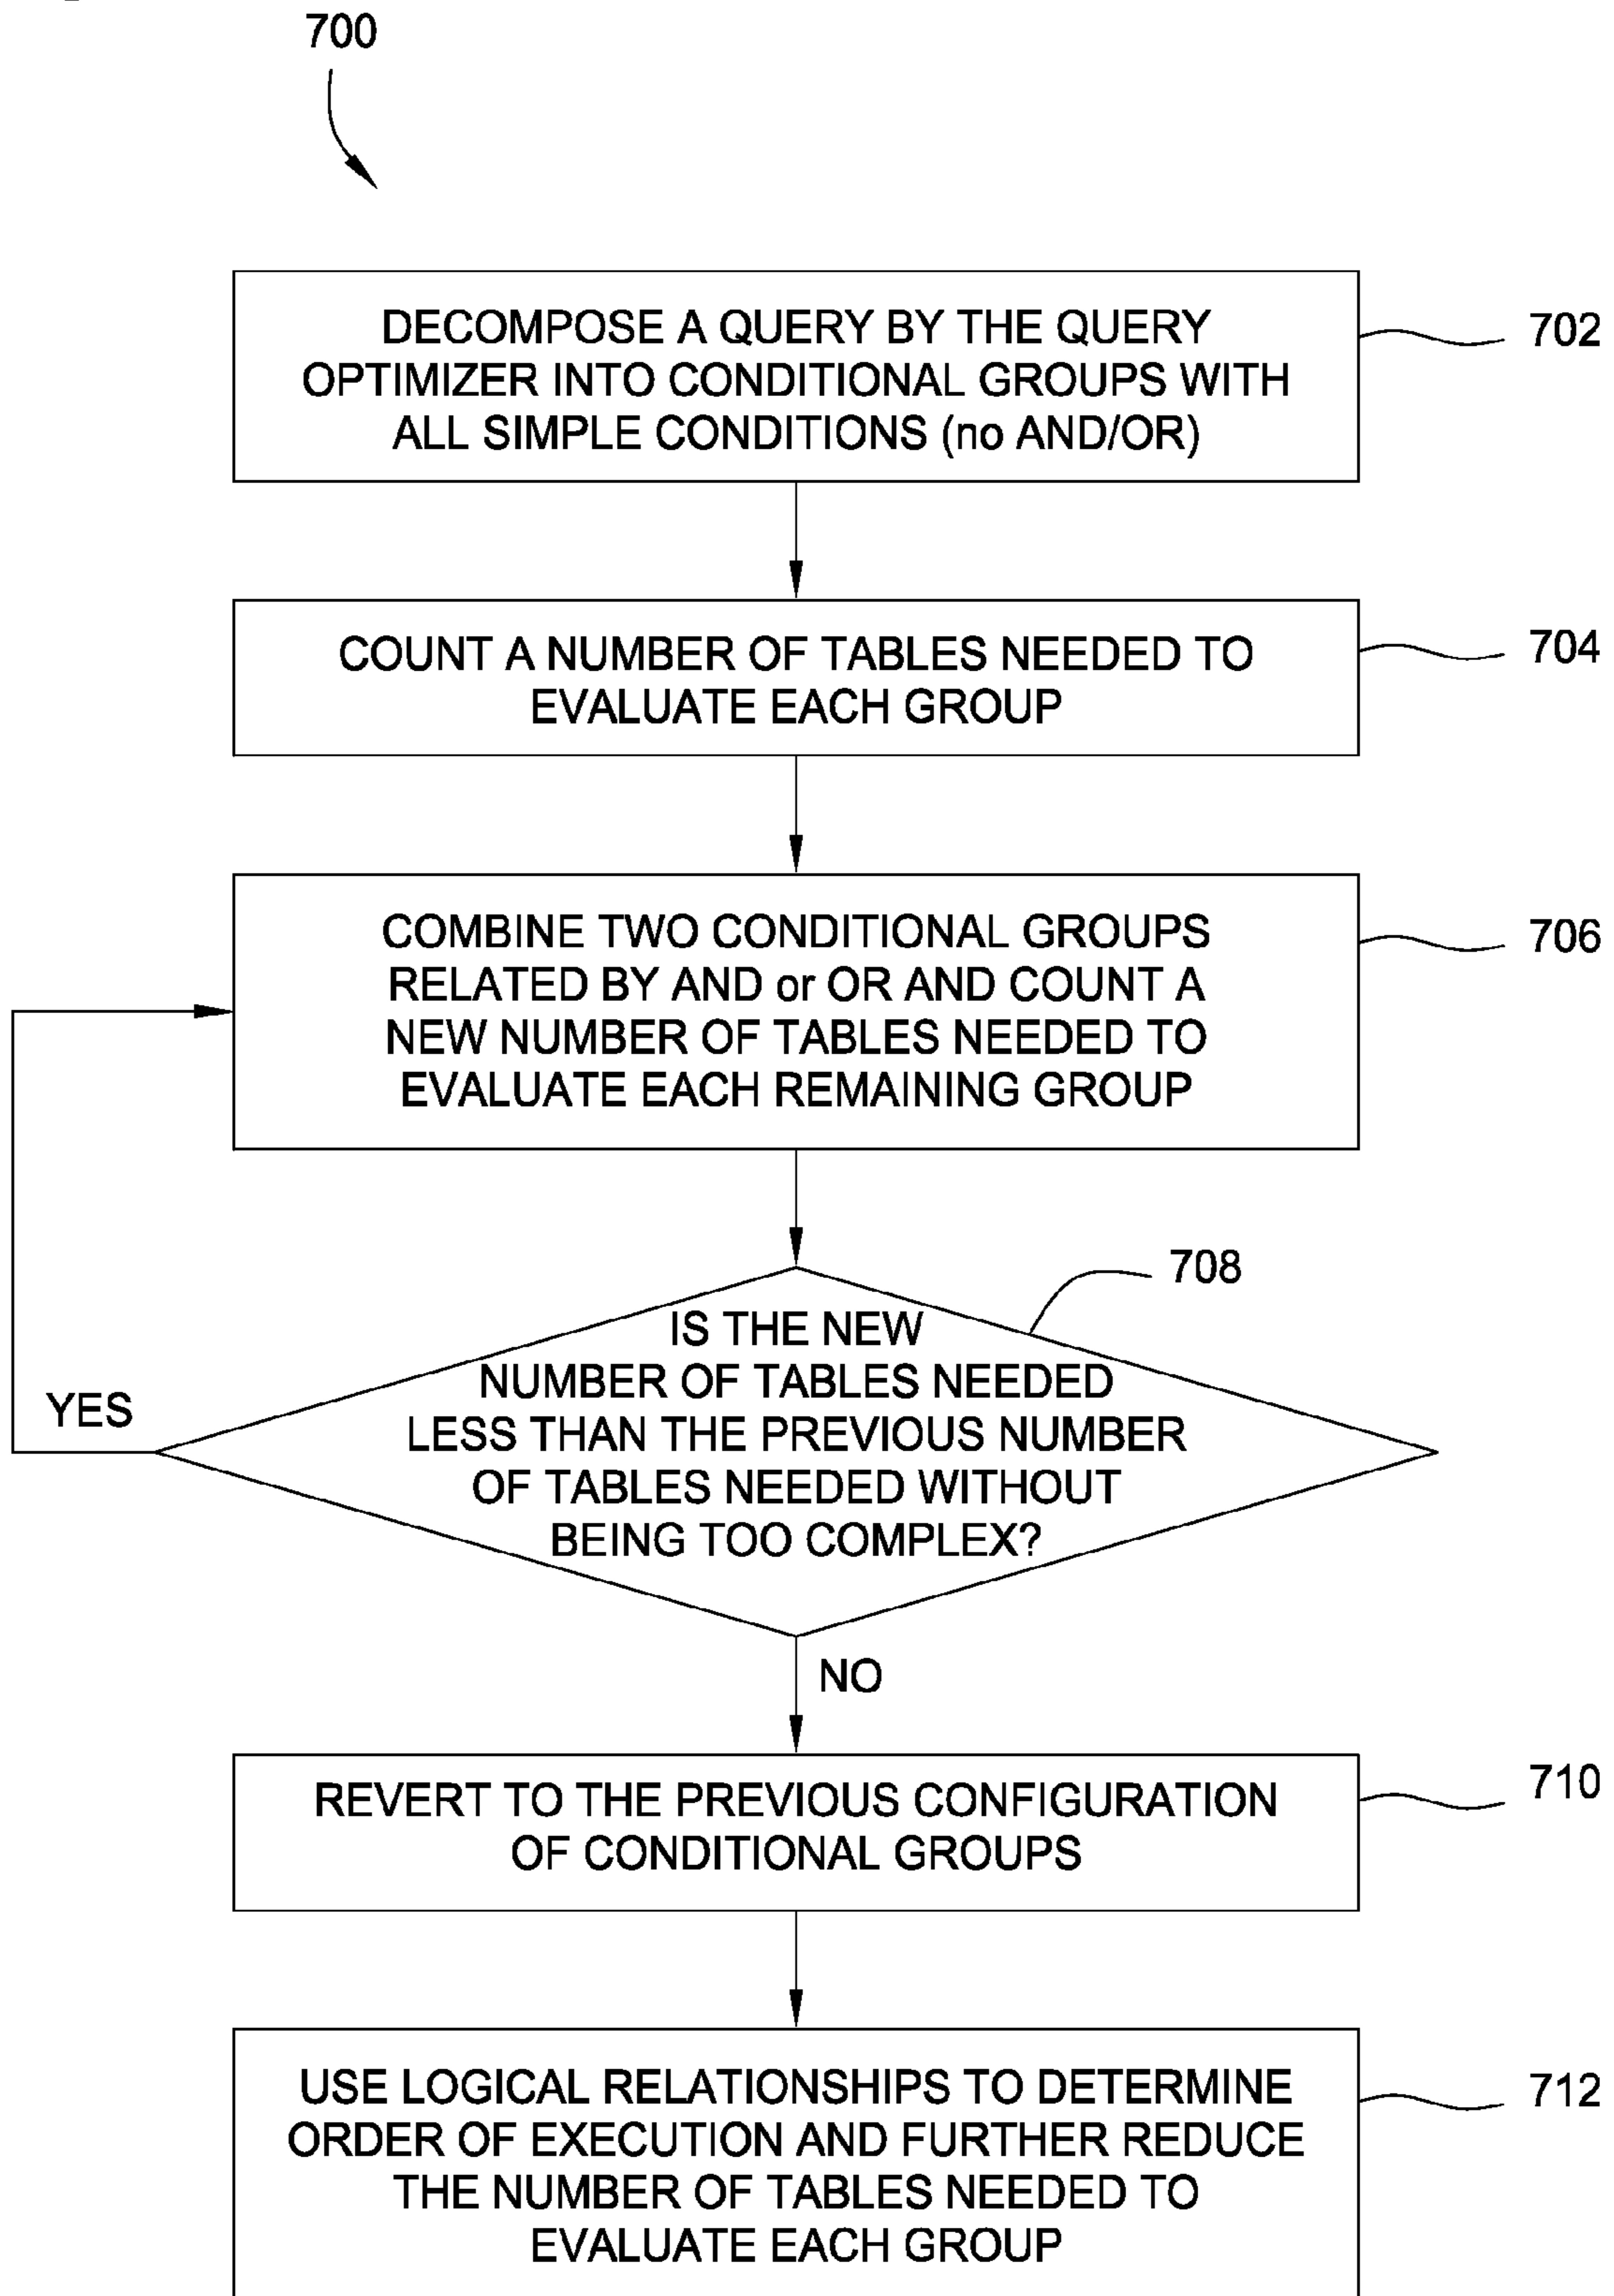 700
DECOMPOSE A QUERY BY THE QUERY
OPTIMIZER INTO CONDITIONAL GROUPS WITH
ALL SIMPLE CONDITIONS (no AND/OR)
702
COUNT A NUMBER OF TABLES NEEDED TO
EVALUATE EACH GROUP
704
COMBINE TWO CONDITIONAL GROUPS
RELATED BY AND or OR AND COUNT A
NEW NUMBER OF TABLES NEEDED TO
EVALUATE EACH REMAINING GROUP
706
708
IS THE NEW
NUMBER OF TABLES NEEDED
LESS THAN THE PREVIOUS NUMBER
OF TABLES NEEDED WITHOUT
BEING TOO COMPLEX?
YES
NO
REVERT TO THE PREVIOUS CONFIGURATION
OF CONDITIONAL GROUPS
710
USE LOGICAL RELATIONSHIPS TO DETERMINE
ORDER OF EXECUTION AND FURTHER REDUCE
THE NUMBER OF TABLES NEEDED TO
EVALUATE EACH GROUP
712